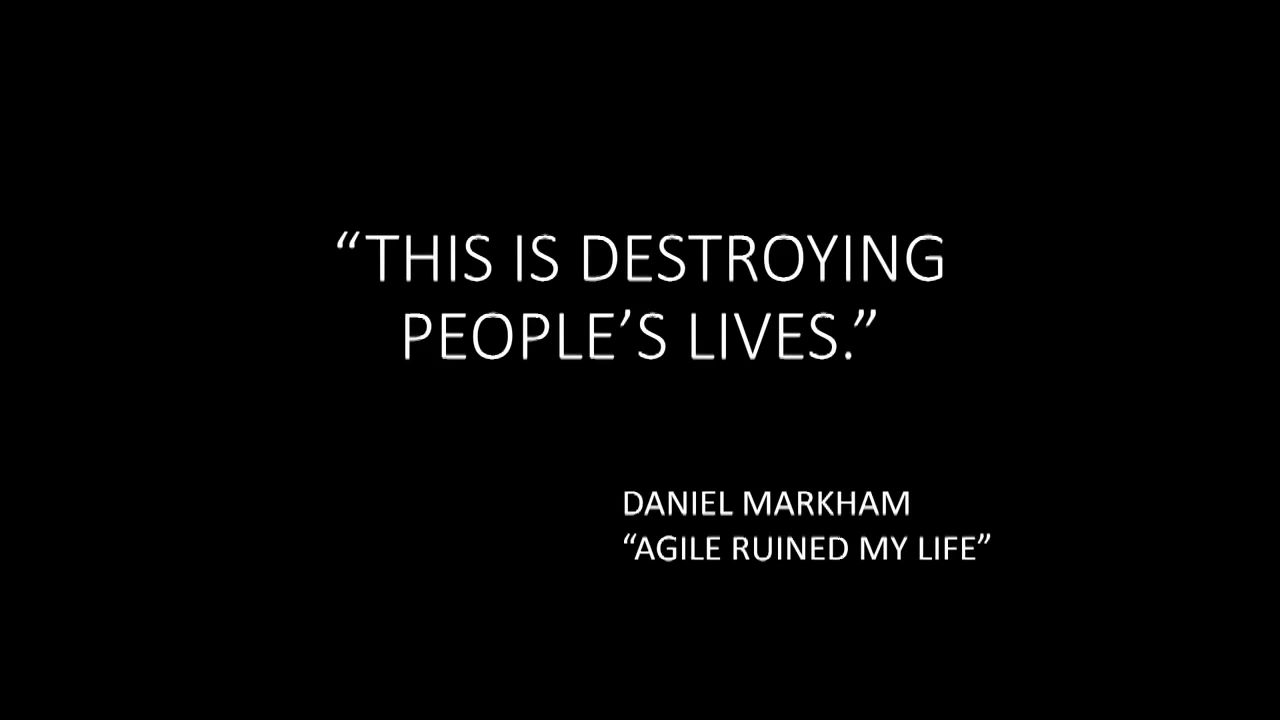 “THIS IS DESTROYING
PEOPLE’S LIVES.”
DANIEL MARKHAM
“AGILE RUINED MY LIFE”